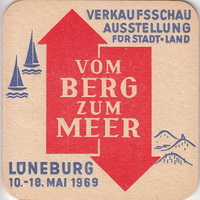 VERKAUFSSCHAU
AUSSTELLUNG
FÜR STADT + LAND
VOM
BERG
ZUM
MEER
LÜNEBURG
10.-18. MAI 1969